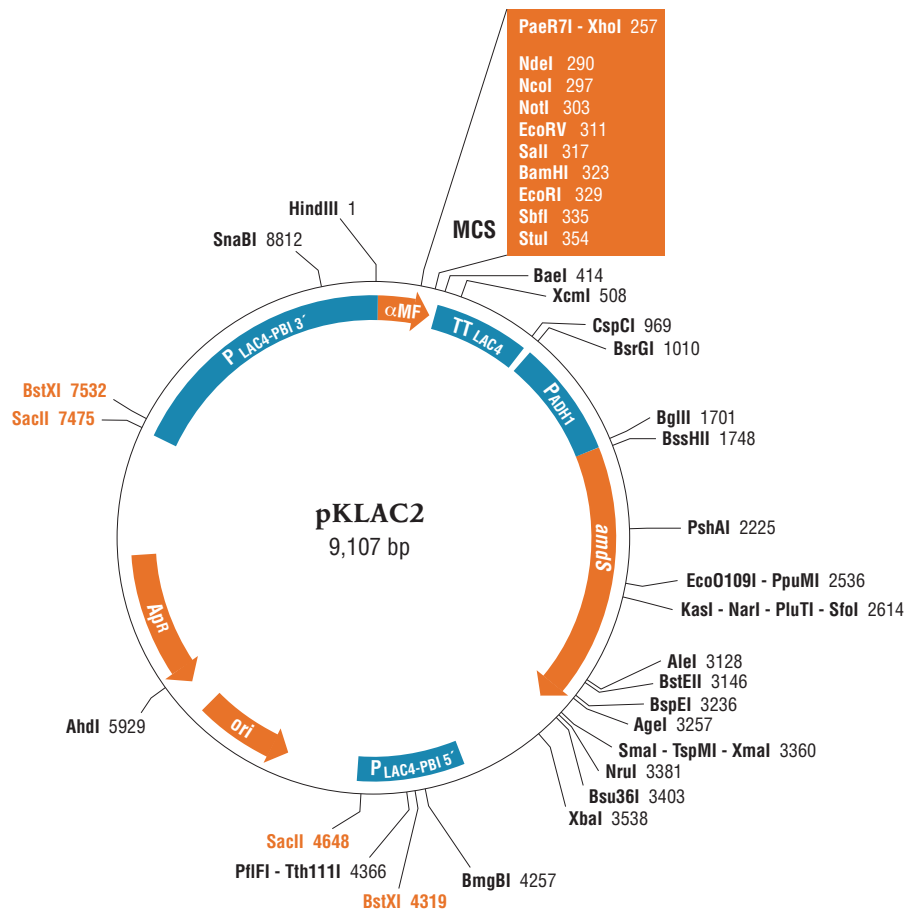 PaeR7I - XhoI 257
NdeI 290
NcoI 297
NotI 303
EcoRV 311
SalI 317
BamHI 323
EcoRI 329
SbfI 335
StuI 354
MCS
HindIII 1
SnaBI 8812
BaeI 414
XcmI 508
αMF
TT LAC4
P LAC4-PBI 3´
CspCI 969
BsrGI 1010
PADH1
BstXI 7532
SacII 7475
BglII 1701
BssHII 1748
pKLAC2
9,107 bp
amdS
PshAI 2225
EcoO109I - PpuMI 2536
KasI - NarI - PluTI - SfoI 2614
ApR
AleI 3128
BstEII 3146
BspEI 3236
AgeI 3257
AhdI 5929
ori
SmaI - TspMI - XmaI 3360
NruI 3381
Bsu36I 3403
XbaI 3538
P LAC4-PBI 5´
SacII 4648
PflFI - Tth111I 4366
BmgBI 4257
BstXI 4319